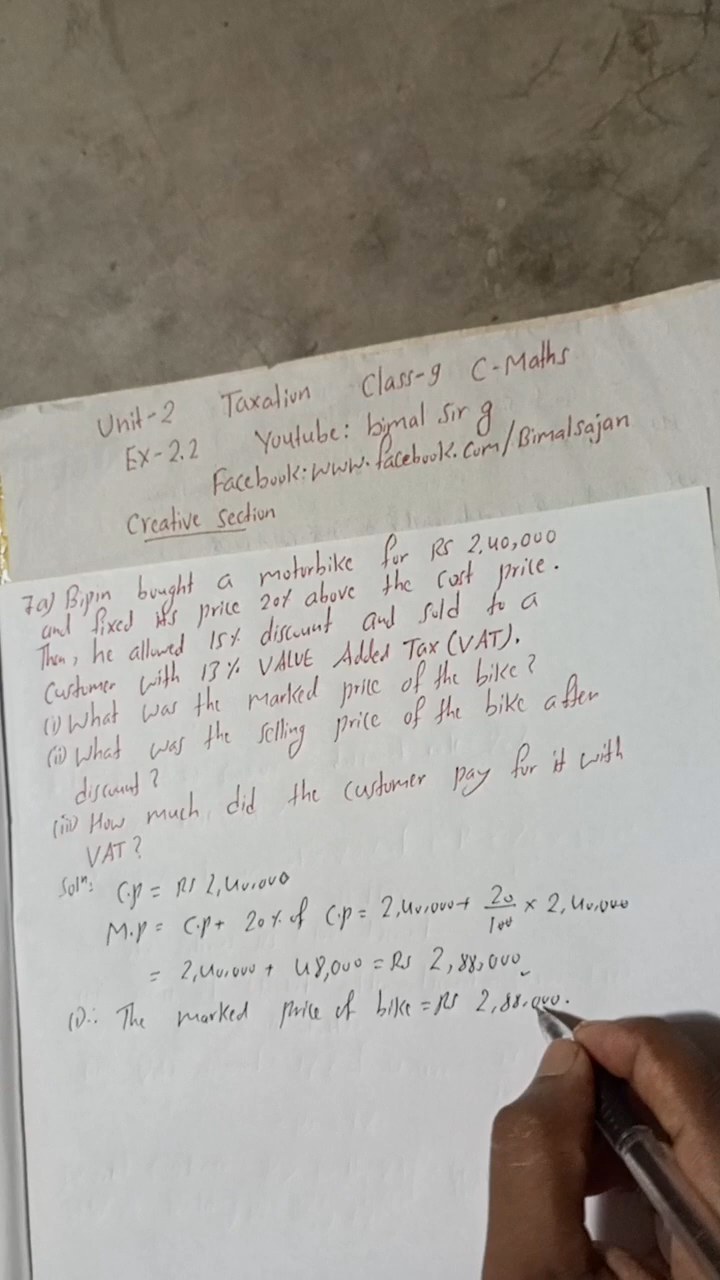 Unit-2 Taxation Class-9 C-Maths
Ex-2.2 Youtube: bimal sir g
Facebook: www.facebook.com/Bimalsajan
Creative Section
7a) Bipin bought a motorbike for RS 2,40,000
and fixed its price 20% above the cost price.
Then, he allowed 15% discount and sold to a
Customer with 13% VALUE Added Tax (VAT).
(i) What was the marked price of the bike?
(ii) What was the selling price of the bike after
discount?
(iii) How much did the customer pay for it with
VAT?
Solⁿ: C.p = RS 2,40,000
M.p = C.p + 20% of C.p = 2,40,000 + 20/100 × 2,40,000
= 2,40,000 + 48,000 = Rs 2,88,000
(i) ∴ The marked price of bike = RS 2,88,000.